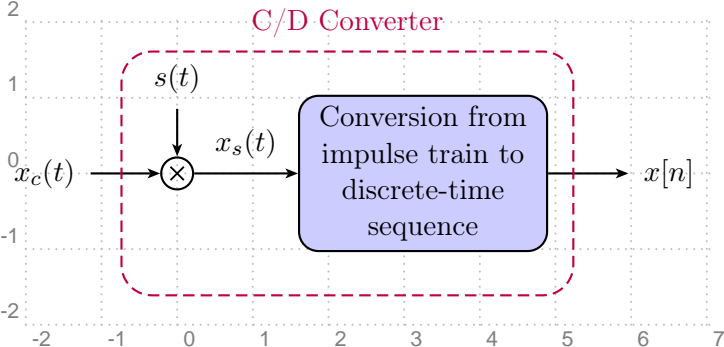 C/D Converter
s(t)
x_c(t)
×
x_s(t)
Conversion from
impulse train to
discrete-time
sequence
x[n]
2
1
0
-1
-2
-2 -1 0 1 2 3 4 5 6 7